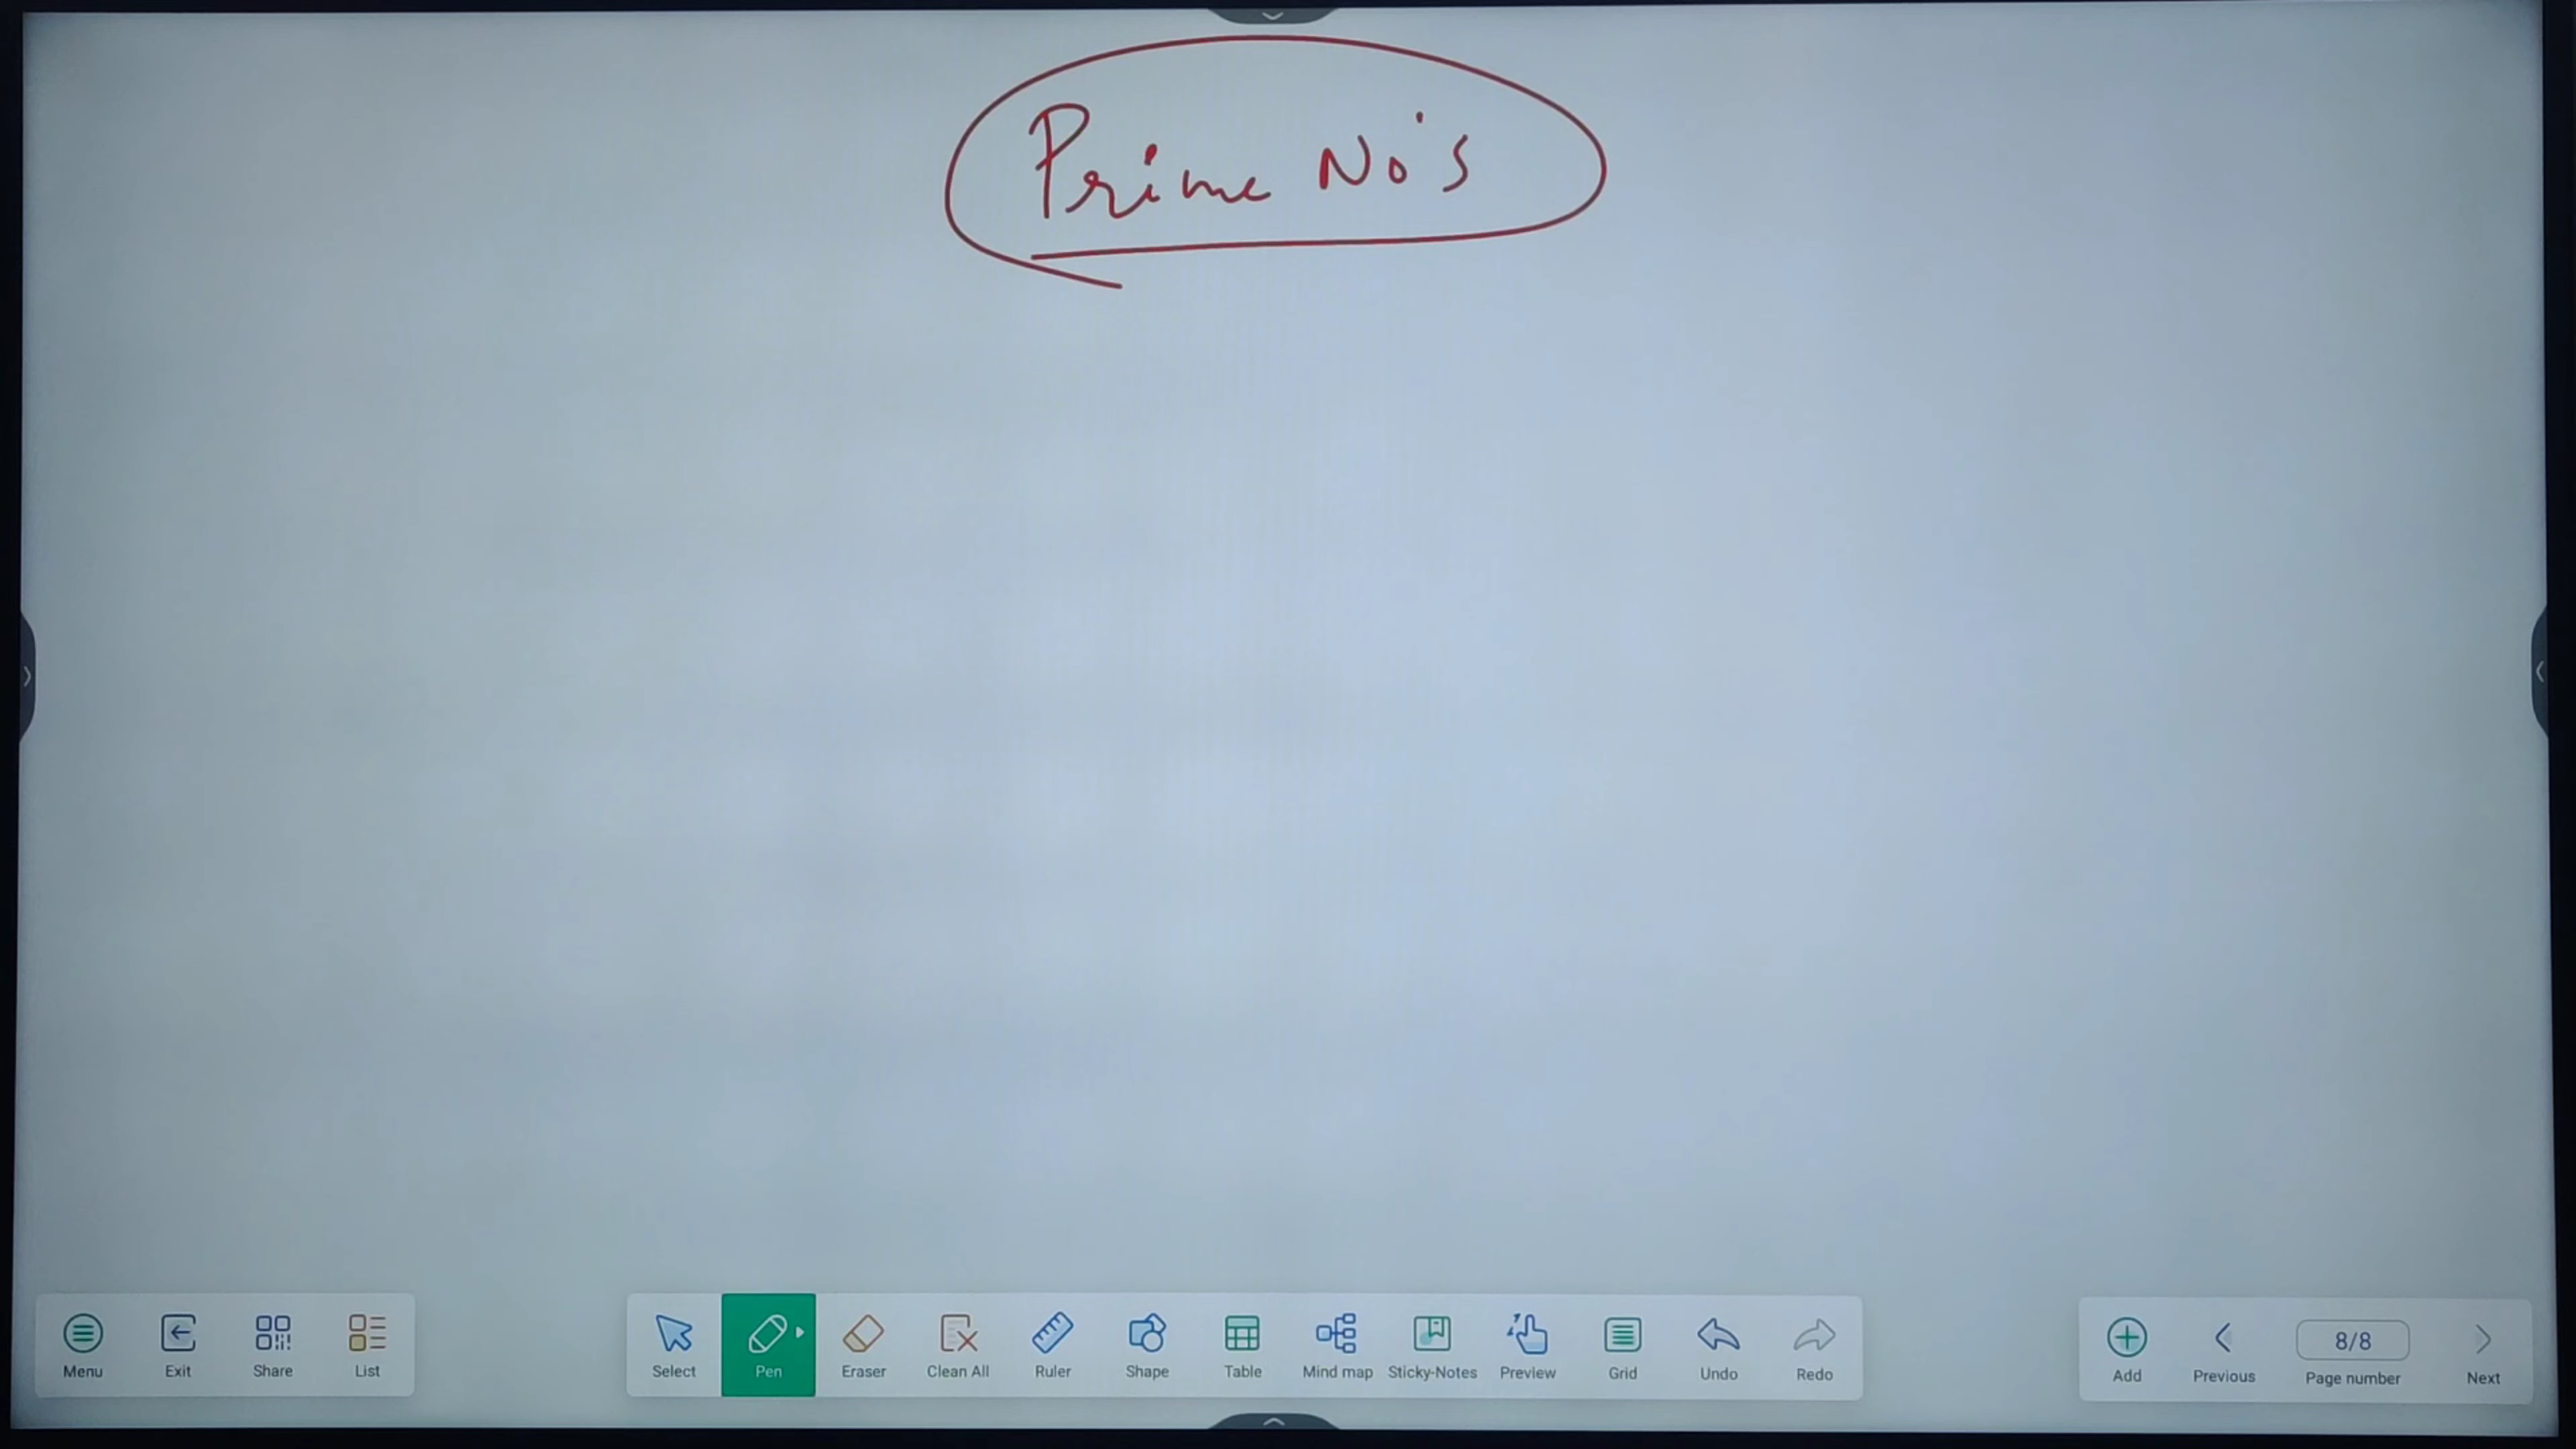 Prime No's
Menu Exit Share List Select Pen Eraser Clean All Ruler Shape Table Mind map Sticky-Notes Preview Grid Undo Redo Add Previous 8/8 Page number Next